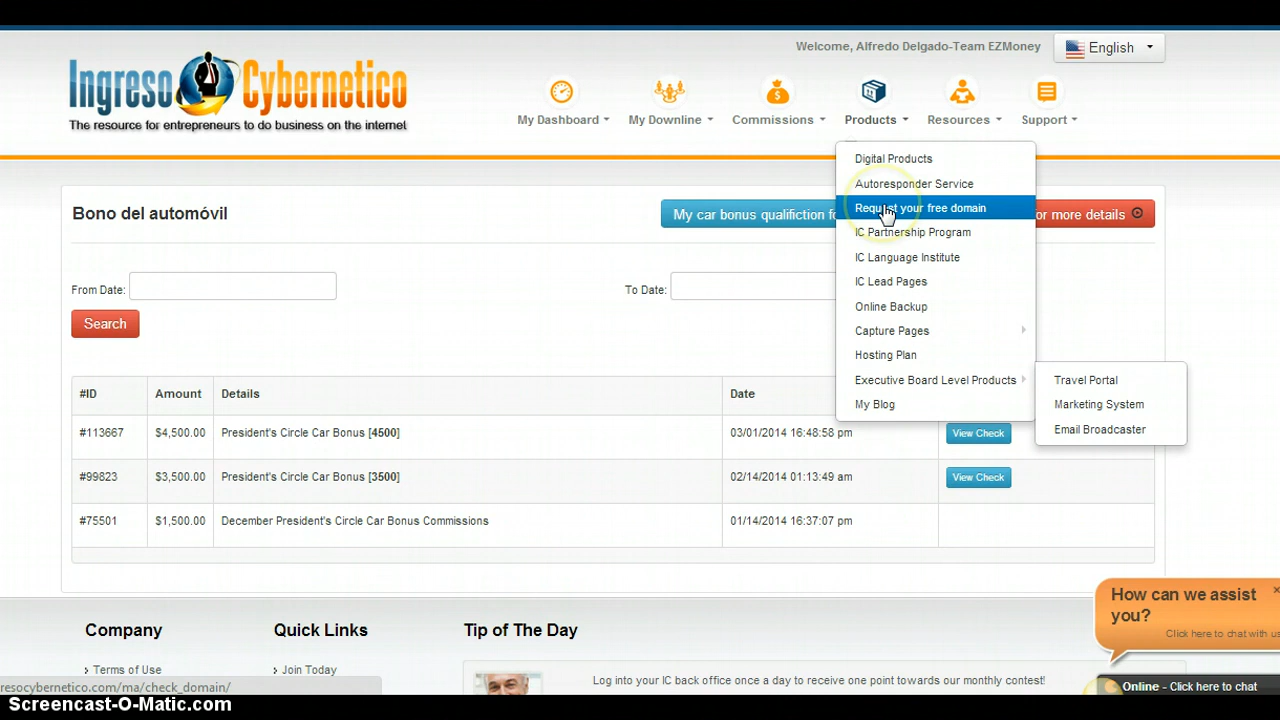 Welcome, Alfredo Delgado-Team EZMoney
English
Ingreso Cybernetico
The resource for entrepreneurs to do business on the internet
My Dashboard
My Downline
Commissions
Products
Resources
Support
Digital Products
Autoresponder Service
Request your free domain
IC Partnership Program
IC Language Institute
IC Lead Pages
Online Backup
Capture Pages
Hosting Plan
Executive Board Level Products
My Blog
Travel Portal
Marketing System
Email Broadcaster
Bono del automóvil
My car bonus qualification
or more details
From Date:
To Date:
Search
#ID Amount Details Date
#113667 $4,500.00 President's Circle Car Bonus [4500] 03/01/2014 16:48:58 pm View Check
#99823 $3,500.00 President's Circle Car Bonus [3500] 02/14/2014 01:13:49 am View Check
#75501 $1,500.00 December President's Circle Car Bonus Commissions 01/14/2014 16:37:07 pm
How can we assist
you?
Click here to chat with us
Company
Quick Links
Tip of The Day
Terms of Use
Join Today
Log into your IC back office once a day to receive one point towards our monthly contest!
resocybernetico.com/ma/check_domain/
Online - Click here to chat
Screencast-O-Matic.com